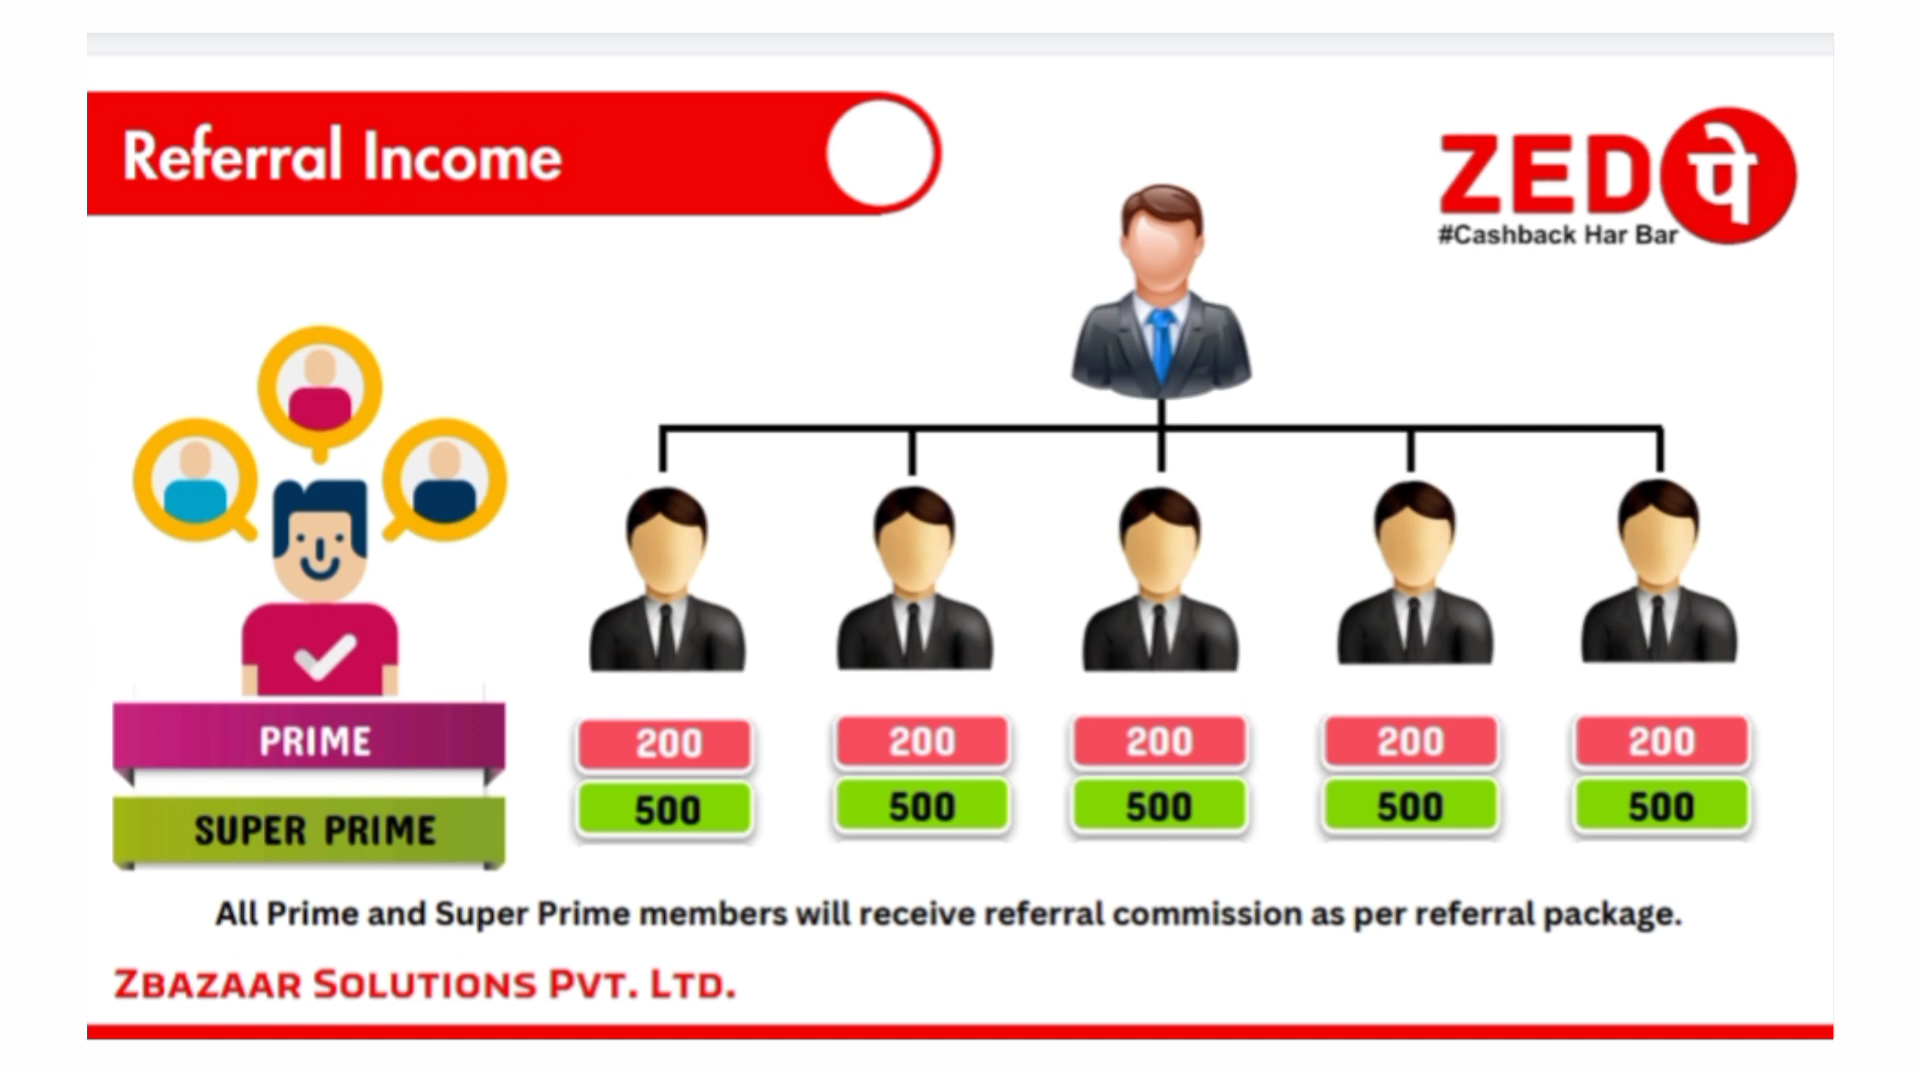 Referral Income
ZED पे
#Cashback Har Bar
PRIME
200 200 200 200 200
SUPER PRIME
500 500 500 500 500
All Prime and Super Prime members will receive referral commission as per referral package.
ZBAZAAR SOLUTIONS PVT. LTD.